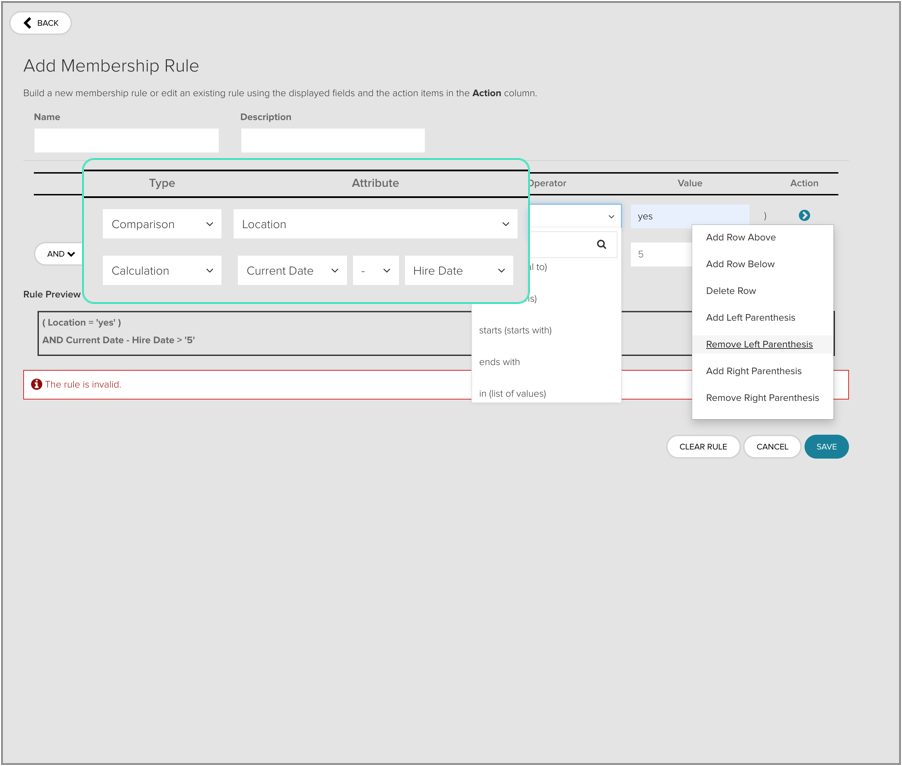 BACK
Add Membership Rule
Build a new membership rule or edit an existing rule using the displayed fields and the action items in the Action column.
Name Description
Type Attribute Operator Value Action
Comparison Location yes )
AND Calculation Current Date - Hire Date 5
al to)
starts (starts with)
ends with
in (list of values)
Add Row Above
Add Row Below
Delete Row
Add Left Parenthesis
Remove Left Parenthesis
Add Right Parenthesis
Remove Right Parenthesis
Rule Preview
( Location = 'yes' )
AND Current Date - Hire Date > '5'
The rule is invalid.
CLEAR RULE CANCEL SAVE